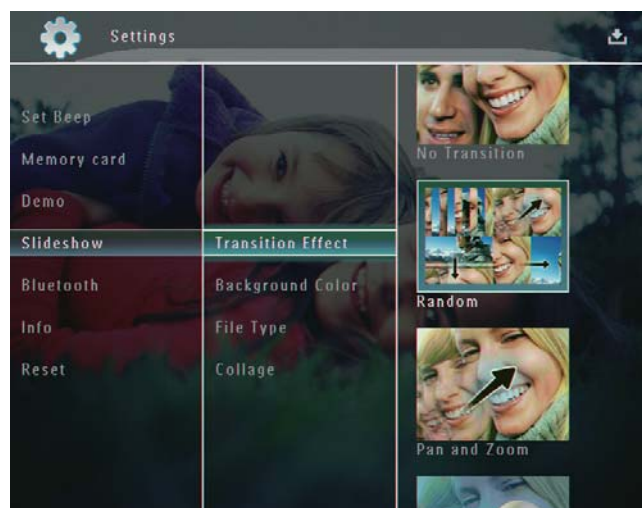 Settings
Set Beep
Memory card
Demo
Slideshow
Bluetooth
Info
Reset
Transition Effect
Background Color
File Type
Collage
No Transition
Random
Pan and Zoom